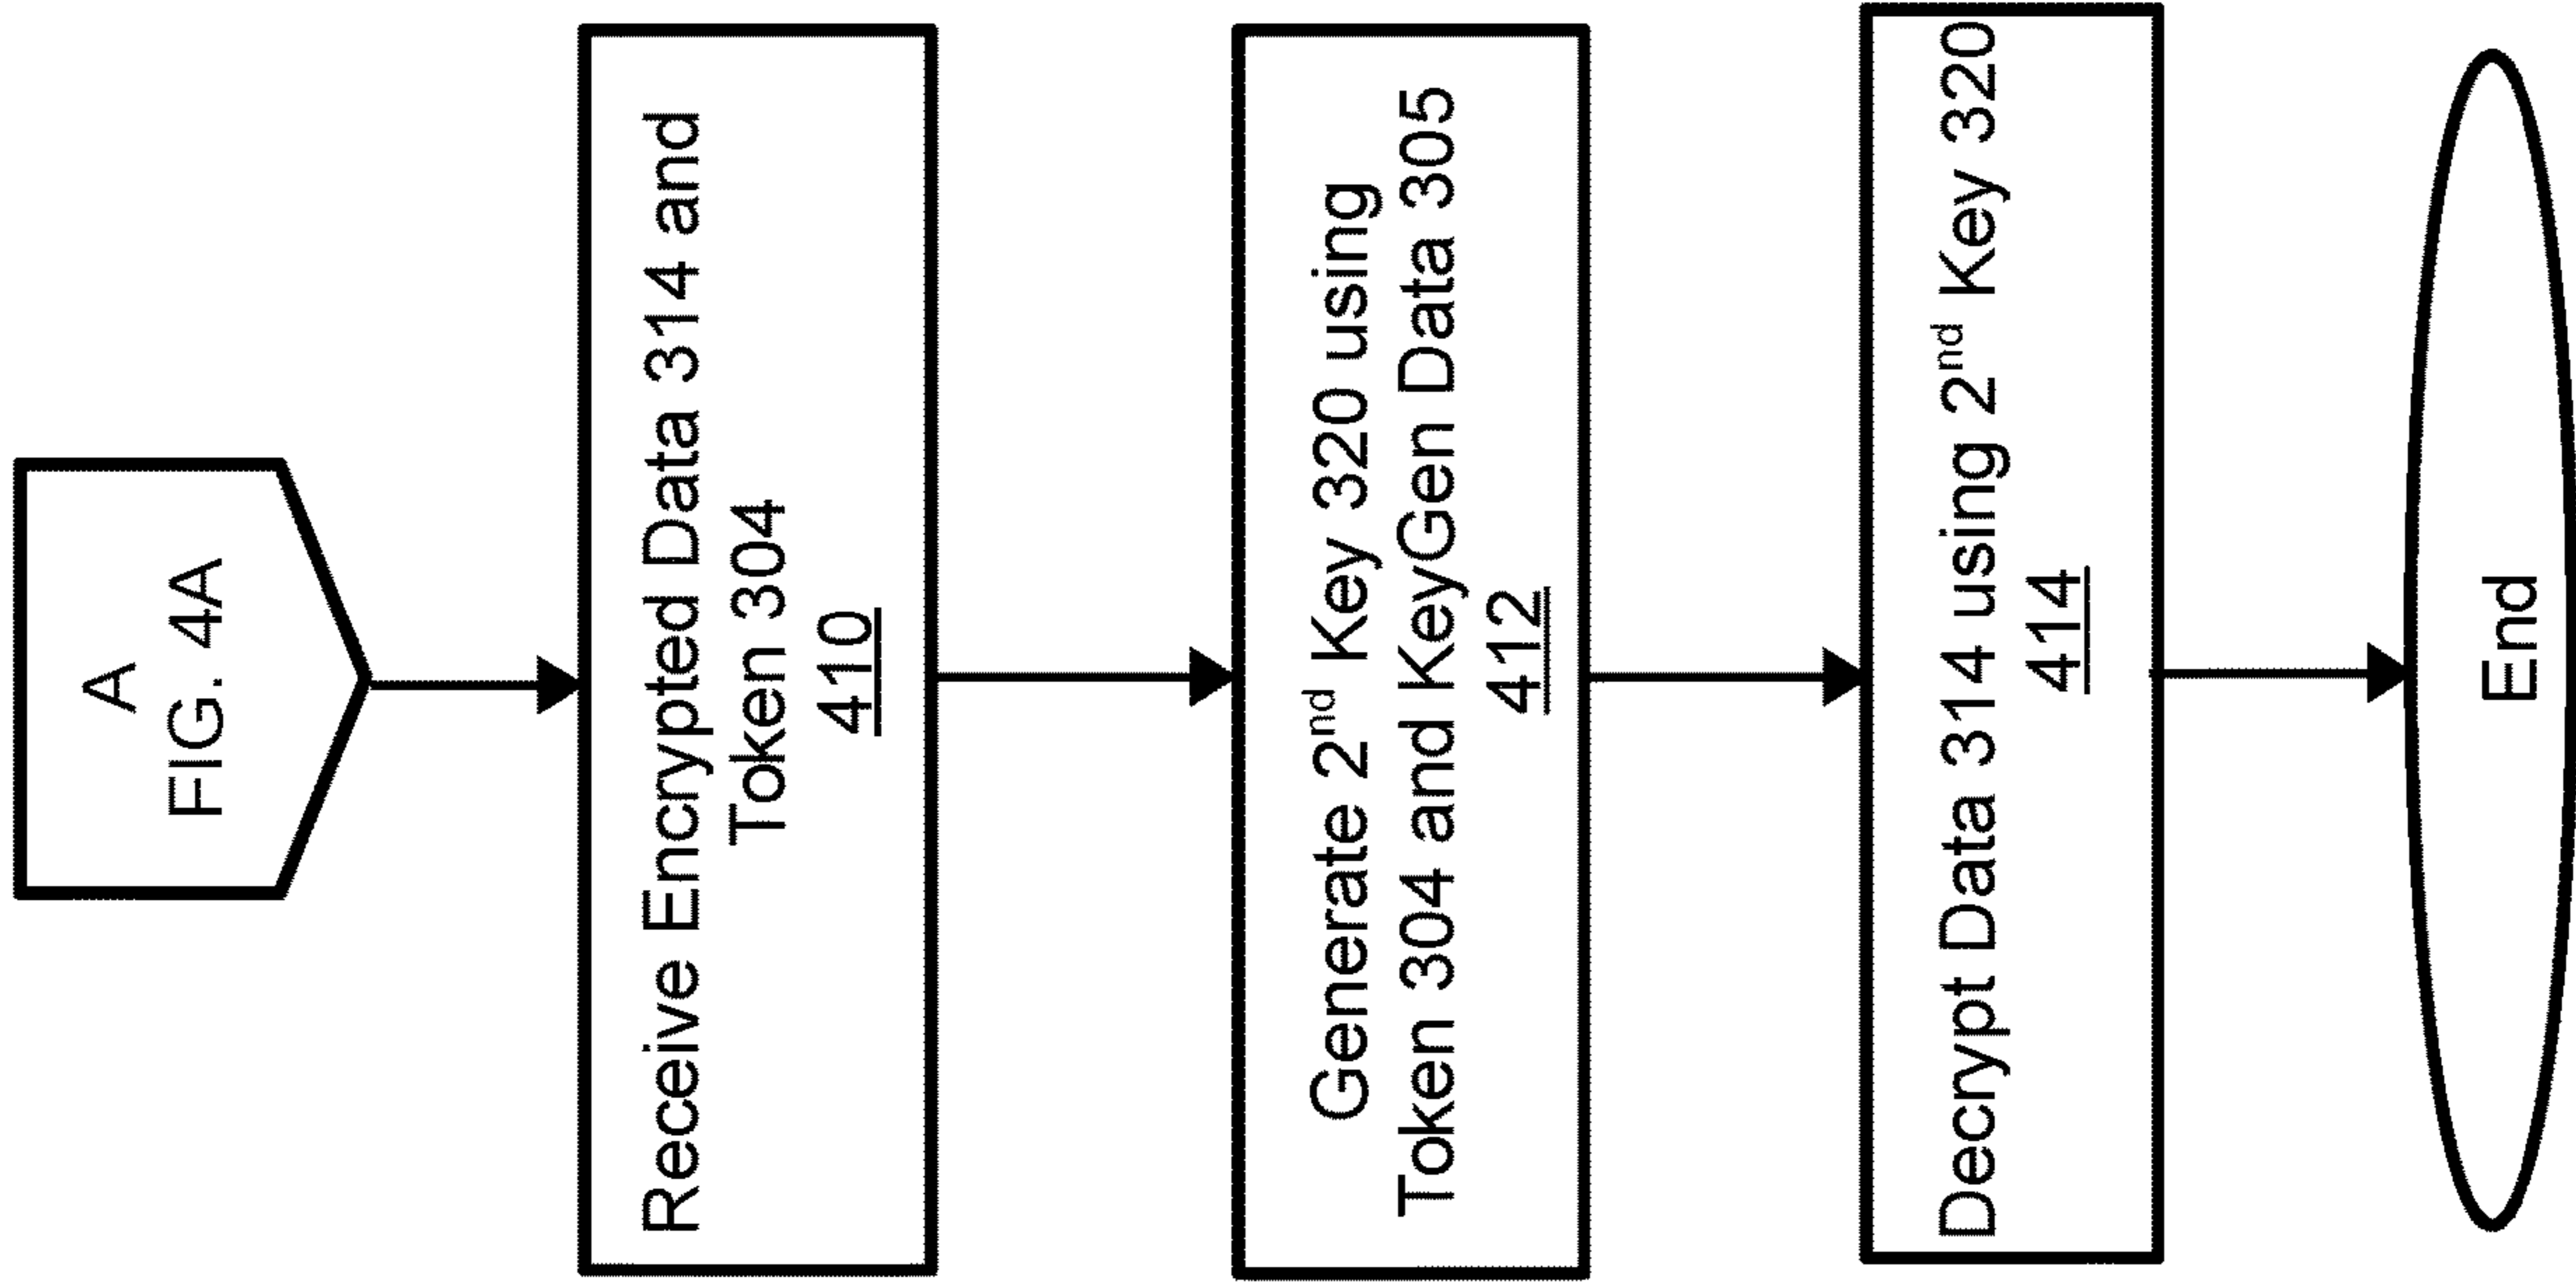 A
FIG. 4A
Receive Encrypted Data 314 and
Token 304
410
Generate 2nd Key 320 using
Token 304 and KeyGen Data 305
412
Decrypt Data 314 using 2nd Key 320
414
End